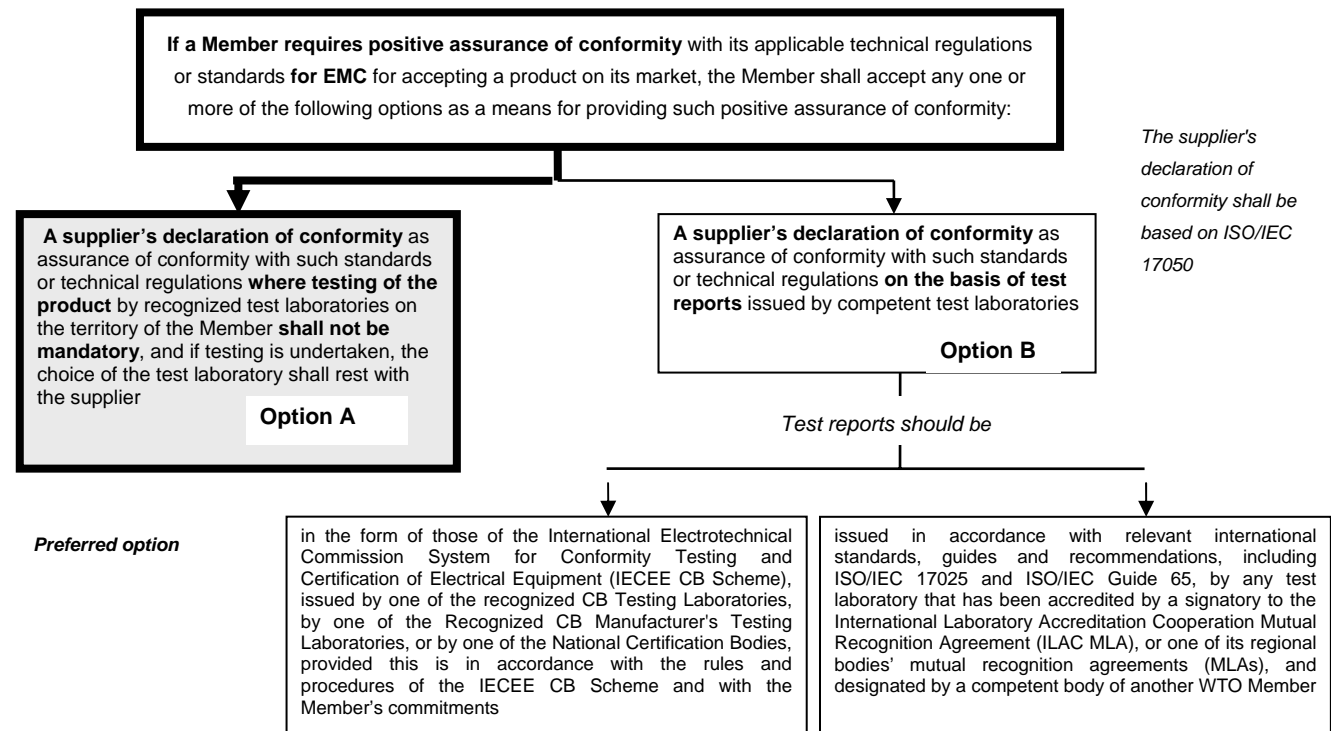 If a Member requires positive assurance of conformity with its applicable technical regulations
or standards for EMC for accepting a product on its market, the Member shall accept any one or
more of the following options as a means for providing such positive assurance of conformity:
The supplier's
declaration of
conformity shall be
based on ISO/IEC
17050
A supplier’s declaration of conformity as
assurance of conformity with such standards
or technical regulations where testing of the
product by recognized test laboratories on
the territory of the Member shall not be
mandatory, and if testing is undertaken, the
choice of the test laboratory shall rest with
the supplier
Option A
A supplier’s declaration of conformity as
assurance of conformity with such standards
or technical regulations on the basis of test
reports issued by competent test laboratories
Option B
Test reports should be
Preferred option
in the form of those of the International Electrotechnical
Commission System for Conformity Testing and
Certification of Electrical Equipment (IECEE CB Scheme),
issued by one of the recognized CB Testing Laboratories,
by one of the Recognized CB Manufacturer's Testing
Laboratories, or by one of the National Certification Bodies,
provided this is in accordance with the rules and
procedures of the IECEE CB Scheme and with the
Member’s commitments
issued in accordance with relevant international
standards, guides and recommendations, including
ISO/IEC 17025 and ISO/IEC Guide 65, by any test
laboratory that has been accredited by a signatory to the
International Laboratory Accreditation Cooperation Mutual
Recognition Agreement (ILAC MLA), or one of its regional
bodies’ mutual recognition agreements (MLAs), and
designated by a competent body of another WTO Member